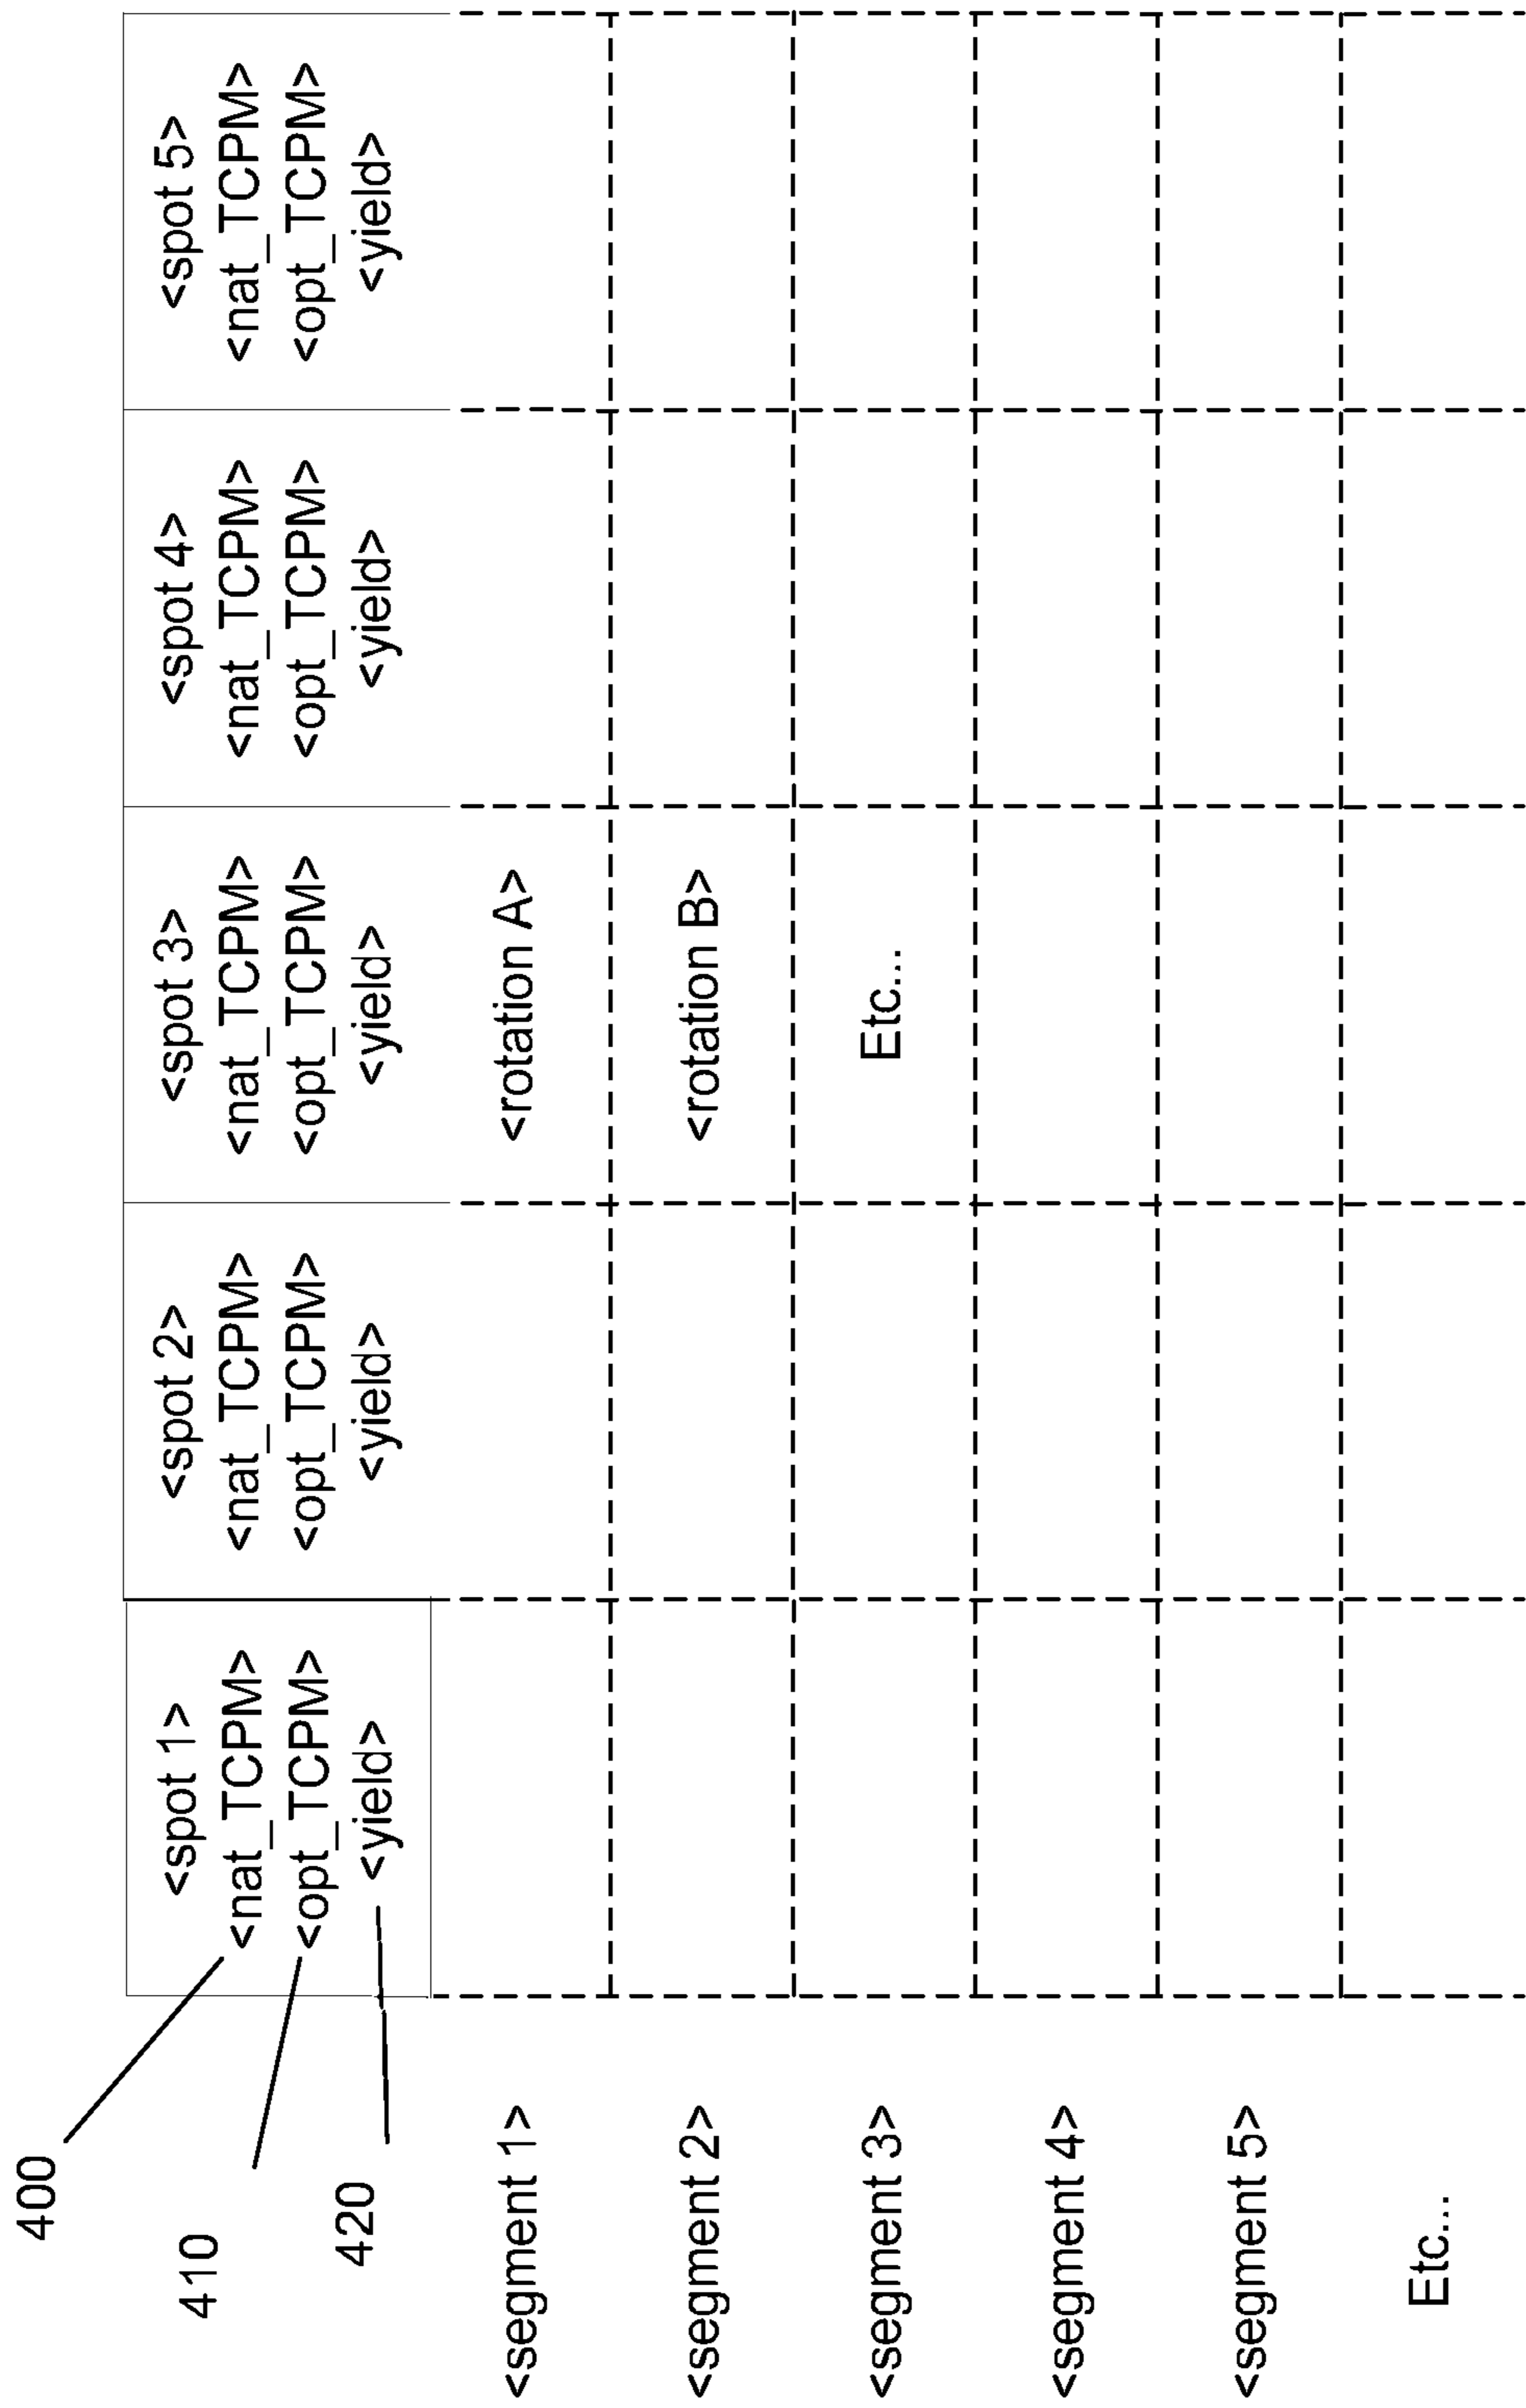 400
410
420
<spot 1>
<nat_TCPM>
<opt_TCPM>
<yield>
<spot 2>
<nat_TCPM>
<opt_TCPM>
<yield>
<spot 3>
<nat_TCPM>
<opt_TCPM>
<yield>
<spot 4>
<nat_TCPM>
<opt_TCPM>
<yield>
<spot 5>
<nat_TCPM>
<opt_TCPM>
<yield>
<segment 1>
<rotation A>
<segment 2>
<rotation B>
<segment 3>
Etc...
<segment 4>
<segment 5>
Etc...